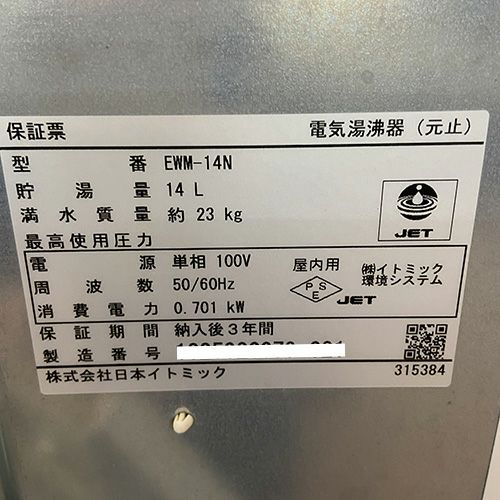 保証票 電気湯沸器 (元止)
型番 EWM-14N
貯湯量 14 L
満水質量 約 23 kg
JET
最高使用圧力
電源 単相 100V 屋内用 ㈱イトミック
周波数 50/60Hz PSE JET 環境システム
消費電力 0.701 kW
保証期間 納入後3年間
製造番号
株式会社日本イトミック 315384